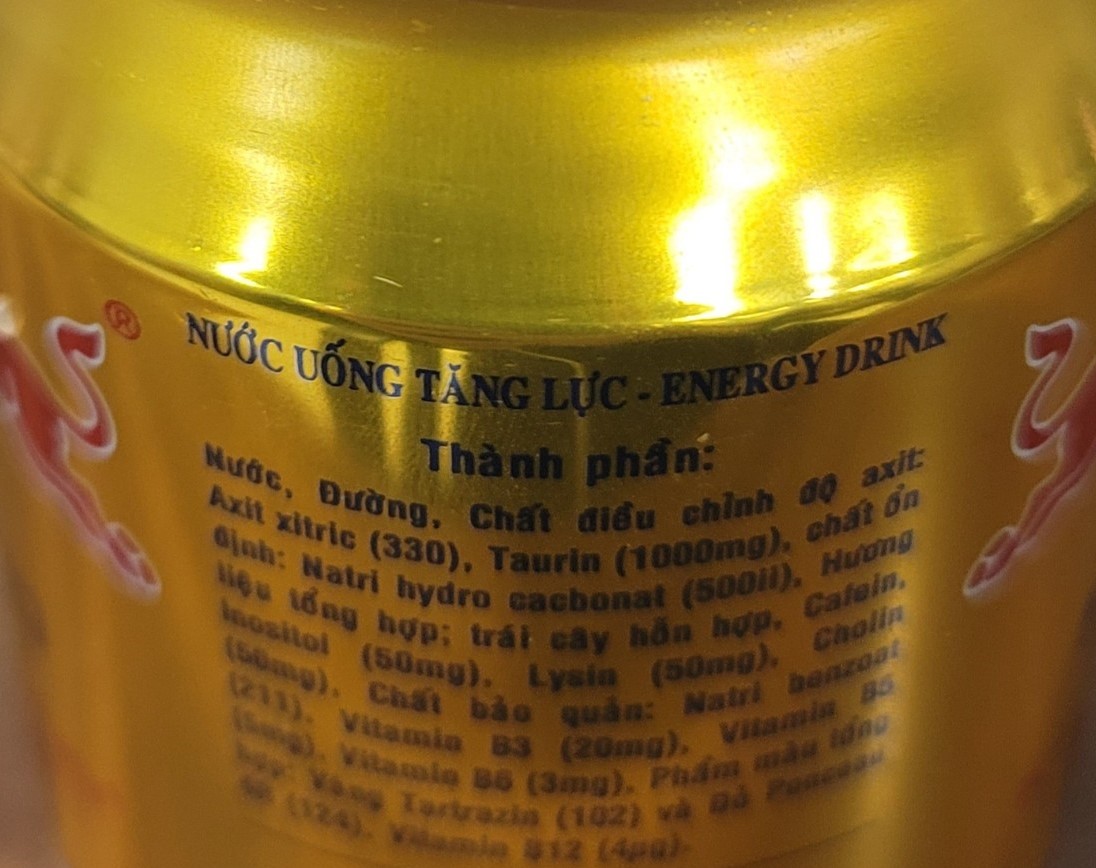 ®
NƯỚC UỐNG TĂNG LỰC - ENERGY DRINK
Thành phần:
Nước, Đường, Chất điều chỉnh độ axit:
Axit xitric (330), Taurin (1000mg), chất ổn
định: Natri hydro cacbonat (500ii), Hương
liệu tổng hợp: trái cây hỗn hợp, Cafein,
Inositol (50mg), Lysin (50mg), Cholin
(50mg), Chất bảo quản: Natri benzoat
(211), Vitamin B3 (20mg), Vitamin B5
(5mg), Vitamin B6 (3mg), Phẩm màu tổng
hợp: Vàng Tartrazin (102) và Đỏ Ponceau
4R (124), Vitamin B12 (4µg).